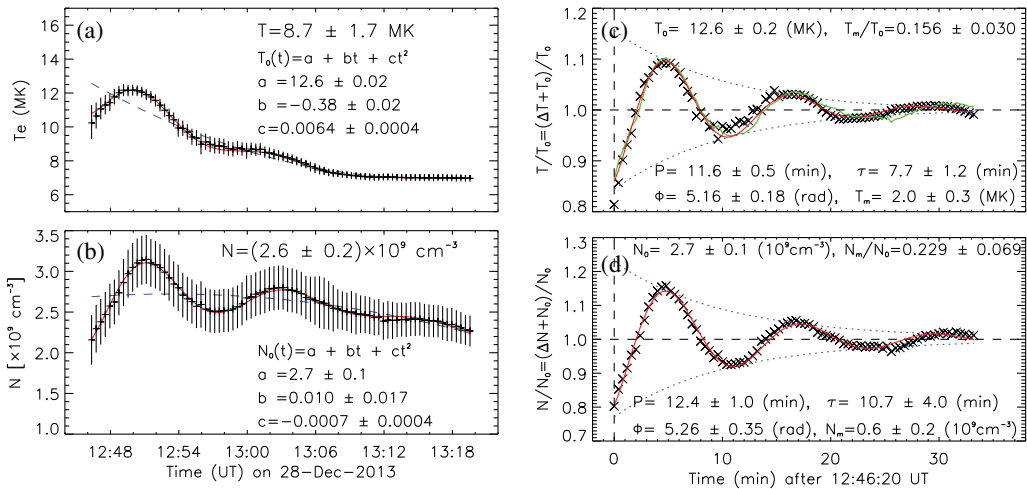 (a)
T=8.7 ± 1.7 MK
T₀(t)=a + bt + ct²
a =12.6 ± 0.02
b =−0.38 ± 0.02
c=0.0064 ± 0.0004
Te (MK)
14
12
10
8
6
(b)
N=(2.6 ± 0.2)×10⁹ cm⁻³
N₀(t)=a + bt + ct²
a =2.7 ± 0.1
b =0.010 ± 0.017
c=−0.0007 ± 0.0004
N [×10⁹ cm⁻³]
3.5
3.0
2.5
2.0
1.5
1.0
12:48 12:54 13:00 13:06 13:12 13:18
Time (UT) on 28−Dec−2013
(c)
T₀= 12.6 ± 0.2 (MK), Tₘ/T₀=0.156 ± 0.030
P= 11.6 ± 0.5 (min), τ= 7.7 ± 1.2 (min)
Φ= 5.16 ± 0.18 (rad), Tₘ= 2.0 ± 0.3 (MK)
T/T₀=(ΔT+T₀)/T₀
1.2
1.1
1.0
0.9
0.8
(d)
N₀= 2.7 ± 0.1 (10⁹cm⁻³), Nₘ/N₀=0.229 ± 0.069
P= 12.4 ± 1.0 (min), τ= 10.7 ± 4.0 (min)
Φ= 5.26 ± 0.35 (rad), Nₘ=0.6 ± 0.2 (10⁹cm⁻³)
N/N₀=(ΔN+N₀)/N₀
1.3
1.2
1.1
1.0
0.9
0.8
0.7
0 10 20 30
Time (min) after 12:46:20 UT